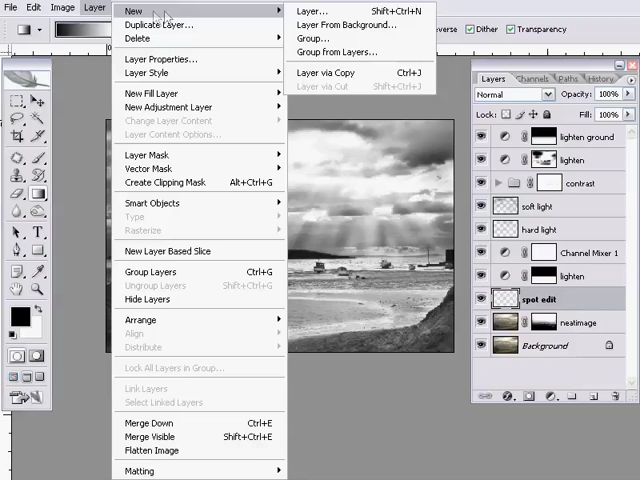 File Edit Image Layer
verse Dither Transparency
New
Duplicate Layer...
Delete
Layer Properties...
Layer Style
New Fill Layer
New Adjustment Layer
Change Layer Content
Layer Content Options...
Layer Mask
Vector Mask
Create Clipping Mask Alt+Ctrl+G
Smart Objects
Type
Rasterize
New Layer Based Slice
Group Layers Ctrl+G
Ungroup Layers Shift+Ctrl+G
Hide Layers
Arrange
Align
Distribute
Lock All Layers in Group...
Link Layers
Select Linked Layers
Merge Down Ctrl+E
Merge Visible Shift+Ctrl+E
Flatten Image
Matting
Layer... Shift+Ctrl+N
Layer From Background...
Group...
Group from Layers...
Layer via Copy Ctrl+J
Layer via Cut Shift+Ctrl+J
Layers Channels Paths History
Normal Opacity: 100%
Lock: Fill: 100%
lighten ground
lighten
contrast
soft light
hard light
Channel Mixer 1
lighten
spot edit
neatimage
Background
T